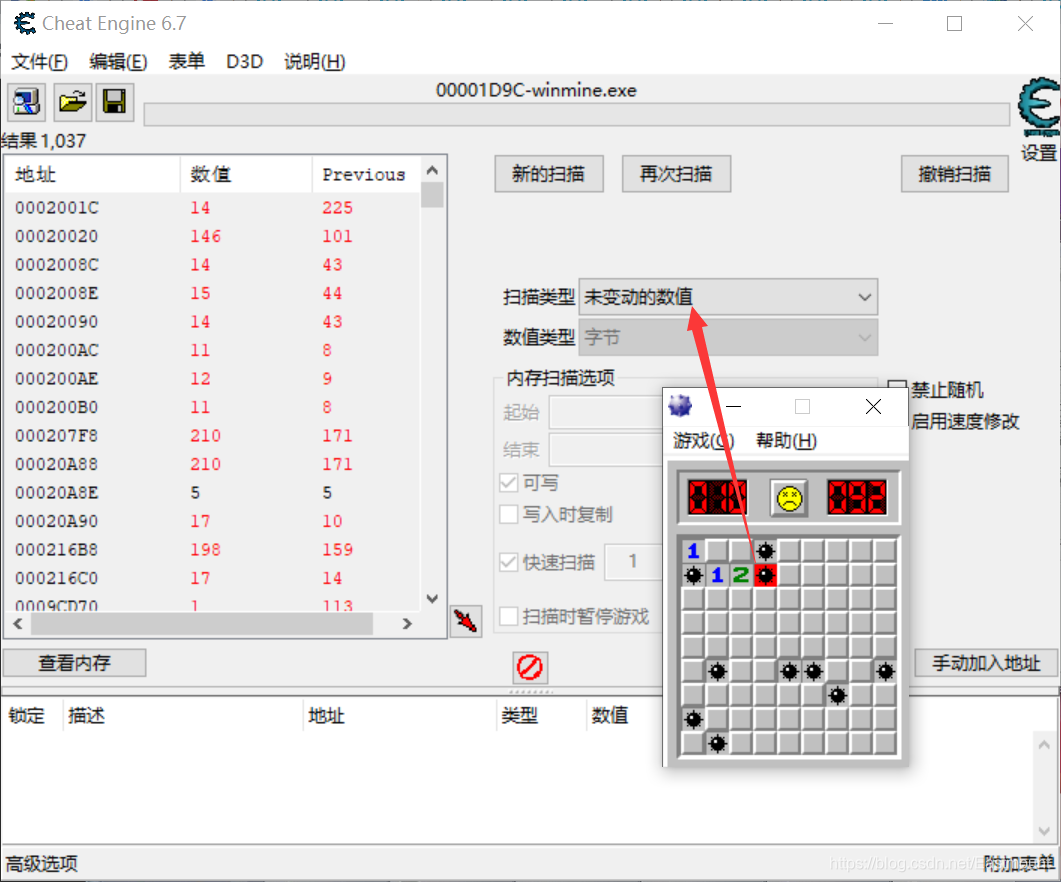 Cheat Engine 6.7
文件(F) 编辑(E) 表单 D3D 说明(H)
00001D9C-winmine.exe
设置
结果 1,037
地址 数值 Previous
0002001C 14 225
00020020 146 101
0002008C 14 43
0002008E 15 44
00020090 14 43
000200AC 11 8
000200AE 12 9
000200B0 11 8
000207F8 210 171
00020A88 210 171
00020A8E 5 5
00020A90 17 10
000216B8 198 159
000216C0 17 14
0009CD70 1 113
新的扫描 再次扫描 撤销扫描
扫描类型 未变动的数值
数值类型 字节
内存扫描选项
起始
结束
可写
写入时复制
快速扫描 1
扫描时暂停游戏
禁止随机
启用速度修改
游戏(G) 帮助(H)
1
1 2
查看内存 手动加入地址
锁定 描述 地址 类型 数值
高级选项 附加表单